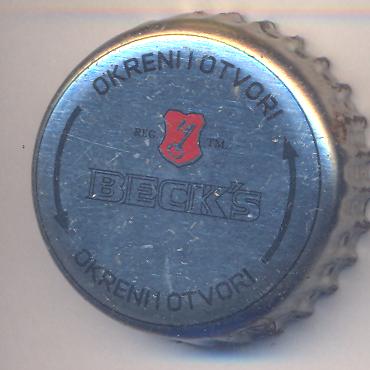 OKRENI I OTVORI
REG. TM.
BECK'S
OKRENI I OTVORI